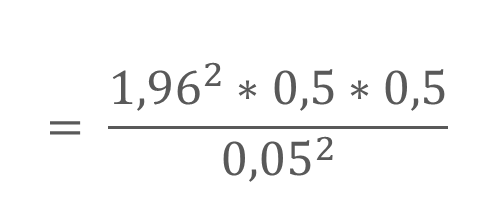 = 1,96² * 0,5 * 0,5
0,05²